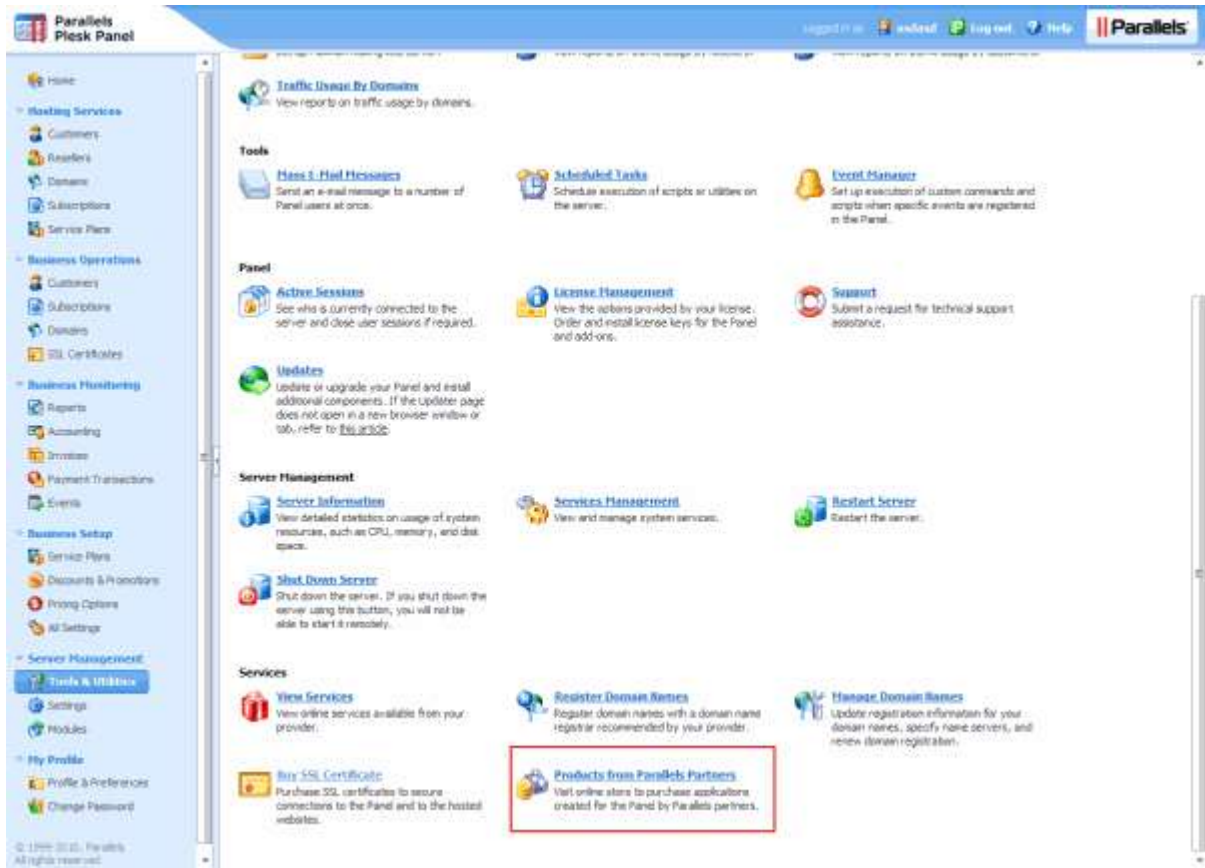 Parallels
Plesk Panel
Logged in as
Log out
Help
Parallels
Home
Hosting Services
Customers
Resellers
Domains
Subscriptions
Service Plans
Business Operations
Customers
Subscriptions
Domains
SSL Certificates
Business Monitoring
Reports
Accounting
Invoices
Payment Transactions
Events
Business Setup
Service Plans
Discounts & Promotions
Pricing Options
All Settings
Server Management
Tools & Utilities
Settings
Modules
My Profile
Profile & Preferences
Change Password
© 1999-2010. Parallels
All rights reserved
Traffic Usage By Domains
View reports on traffic usage by domains.
Tools
Mass E-Mail Messages
Send an e-mail message to a number of
Panel users at once.
Scheduled Tasks
Schedule execution of scripts or utilities on
the server.
Event Manager
Set up execution of custom commands and
scripts when specific events are registered
in the Panel.
Panel
Active Sessions
See who is currently connected to the
server and close user sessions if required.
License Management
View the options provided by your license.
Order and install license keys for the Panel
and add-ons.
Support
Submit a request for technical support
assistance.
Updates
Update or upgrade your Panel and install
additional components. If the Updater page
does not open in a new browser window or
tab, refer to this article.
Server Management
Server Information
View detailed statistics on usage of system
resources, such as CPU, memory, and disk
space.
Services Management
View and manage system services.
Restart Server
Restart the server.
Shut Down Server
Shut down the server. If you shut down the
server using this button, you will not be
able to start it remotely.
Services
View Services
View online services available from your
provider.
Register Domain Names
Register domain names with a domain name
registrar recommended by your provider.
Manage Domain Names
Update registration information for your
domain names, specify name servers, and
renew domain registration.
Buy SSL Certificate
Purchase SSL certificates to secure
connections to the Panel and to the hosted
websites.
Products from Parallels Partners
Visit online store to purchase applications
created for the Panel by Parallels partners.